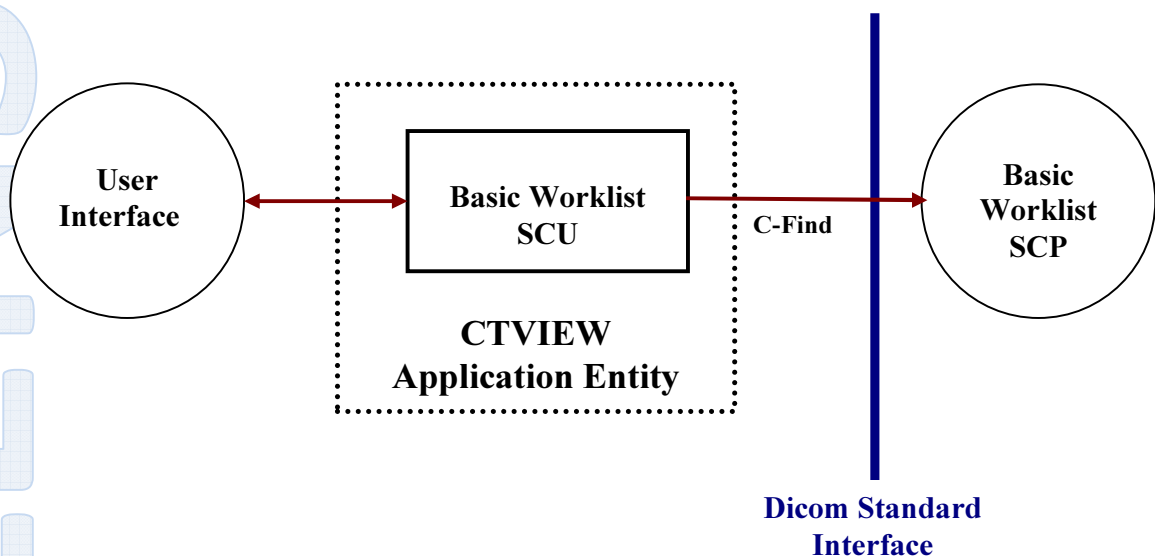 User
Interface
Basic Worklist
SCU
C-Find
Basic
Worklist
SCP
CTVIEW
Application Entity
Dicom Standard
Interface